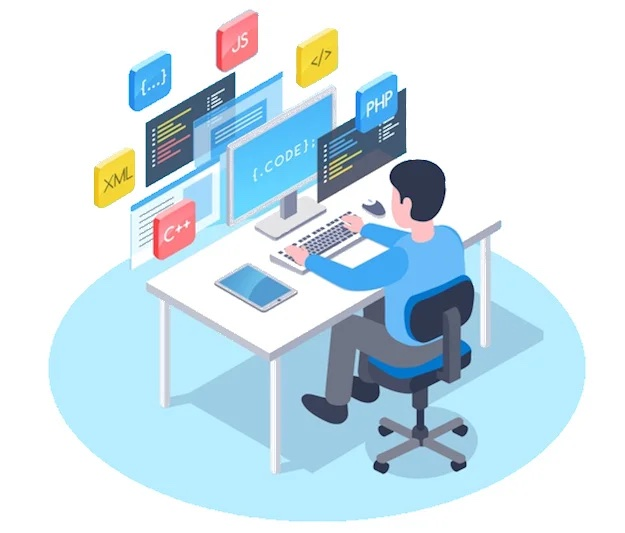 JS
</>
{...}
PHP
{.CODE};
XML
C++